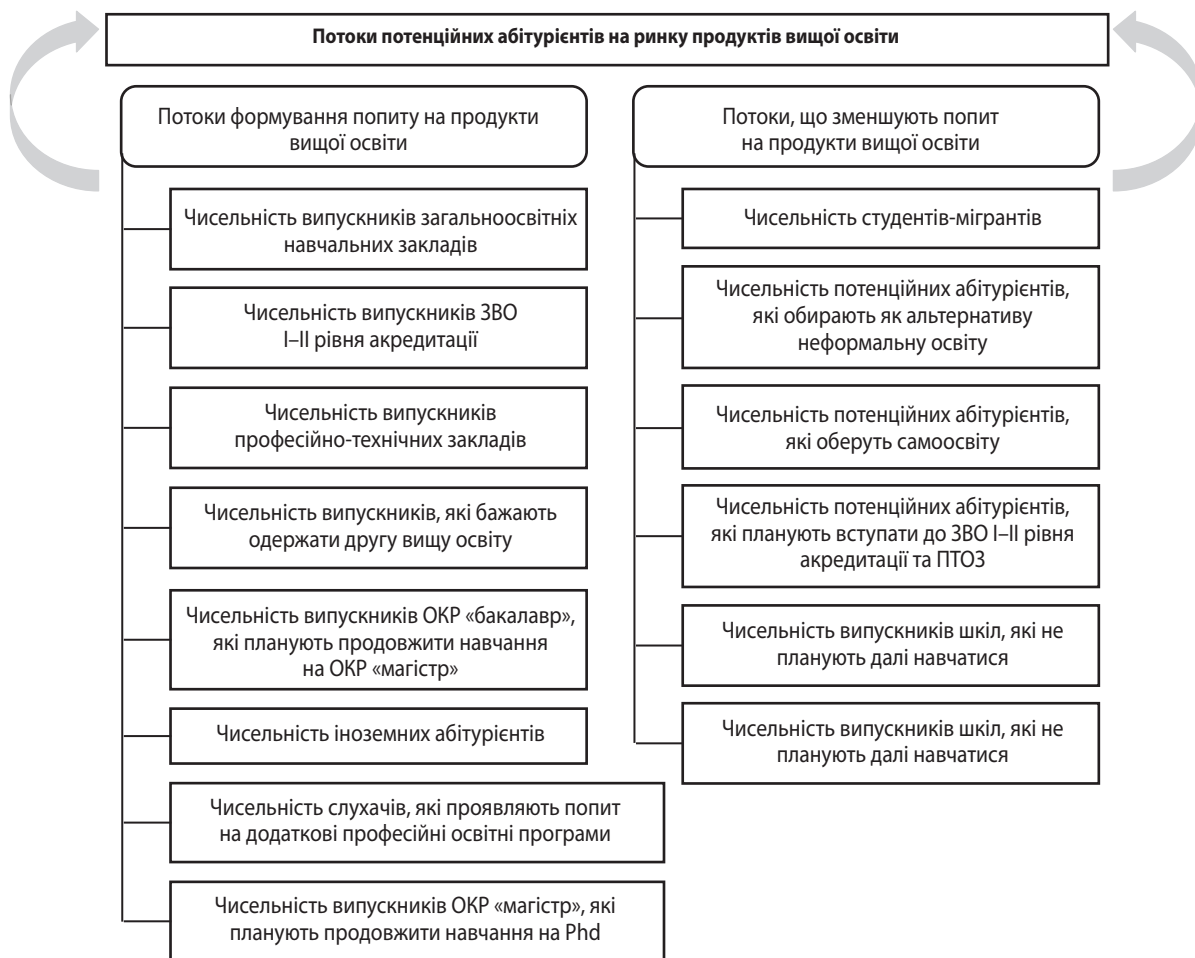 Потоки потенційних абітурієнтів на ринку продуктів вищої освіти
Потоки формування попиту на продукти
вищої освіти
Чисельність випускників загальноосвітніх
навчальних закладів
Чисельність випускників ЗВО
І–ІІ рівня акредитації
Чисельність випускників
професійно-технічних закладів
Чисельність випускників, які бажають
одержати другу вищу освіту
Чисельність випускників ОКР «бакалавр»,
які планують продовжити навчання
на ОКР «магістр»
Чисельність іноземних абітурієнтів
Чисельність слухачів, які проявляють попит
на додаткові професійні освітні програми
Чисельність випускників ОКР «магістр», які
планують продовжити навчання на Phd
Потоки, що зменшують попит
на продукти вищої освіти
Чисельність студентів-мігрантів
Чисельність потенційних абітурієнтів,
які обирають як альтернативу
неформальну освіту
Чисельність потенційних абітурієнтів,
які оберуть самоосвіту
Чисельність потенційних абітурієнтів,
які планують вступати до ЗВО І–ІІ рівня
акредитації та ПТОЗ
Чисельність випускників шкіл, які не
планують далі навчатися
Чисельність випускників шкіл, які не
планують далі навчатися